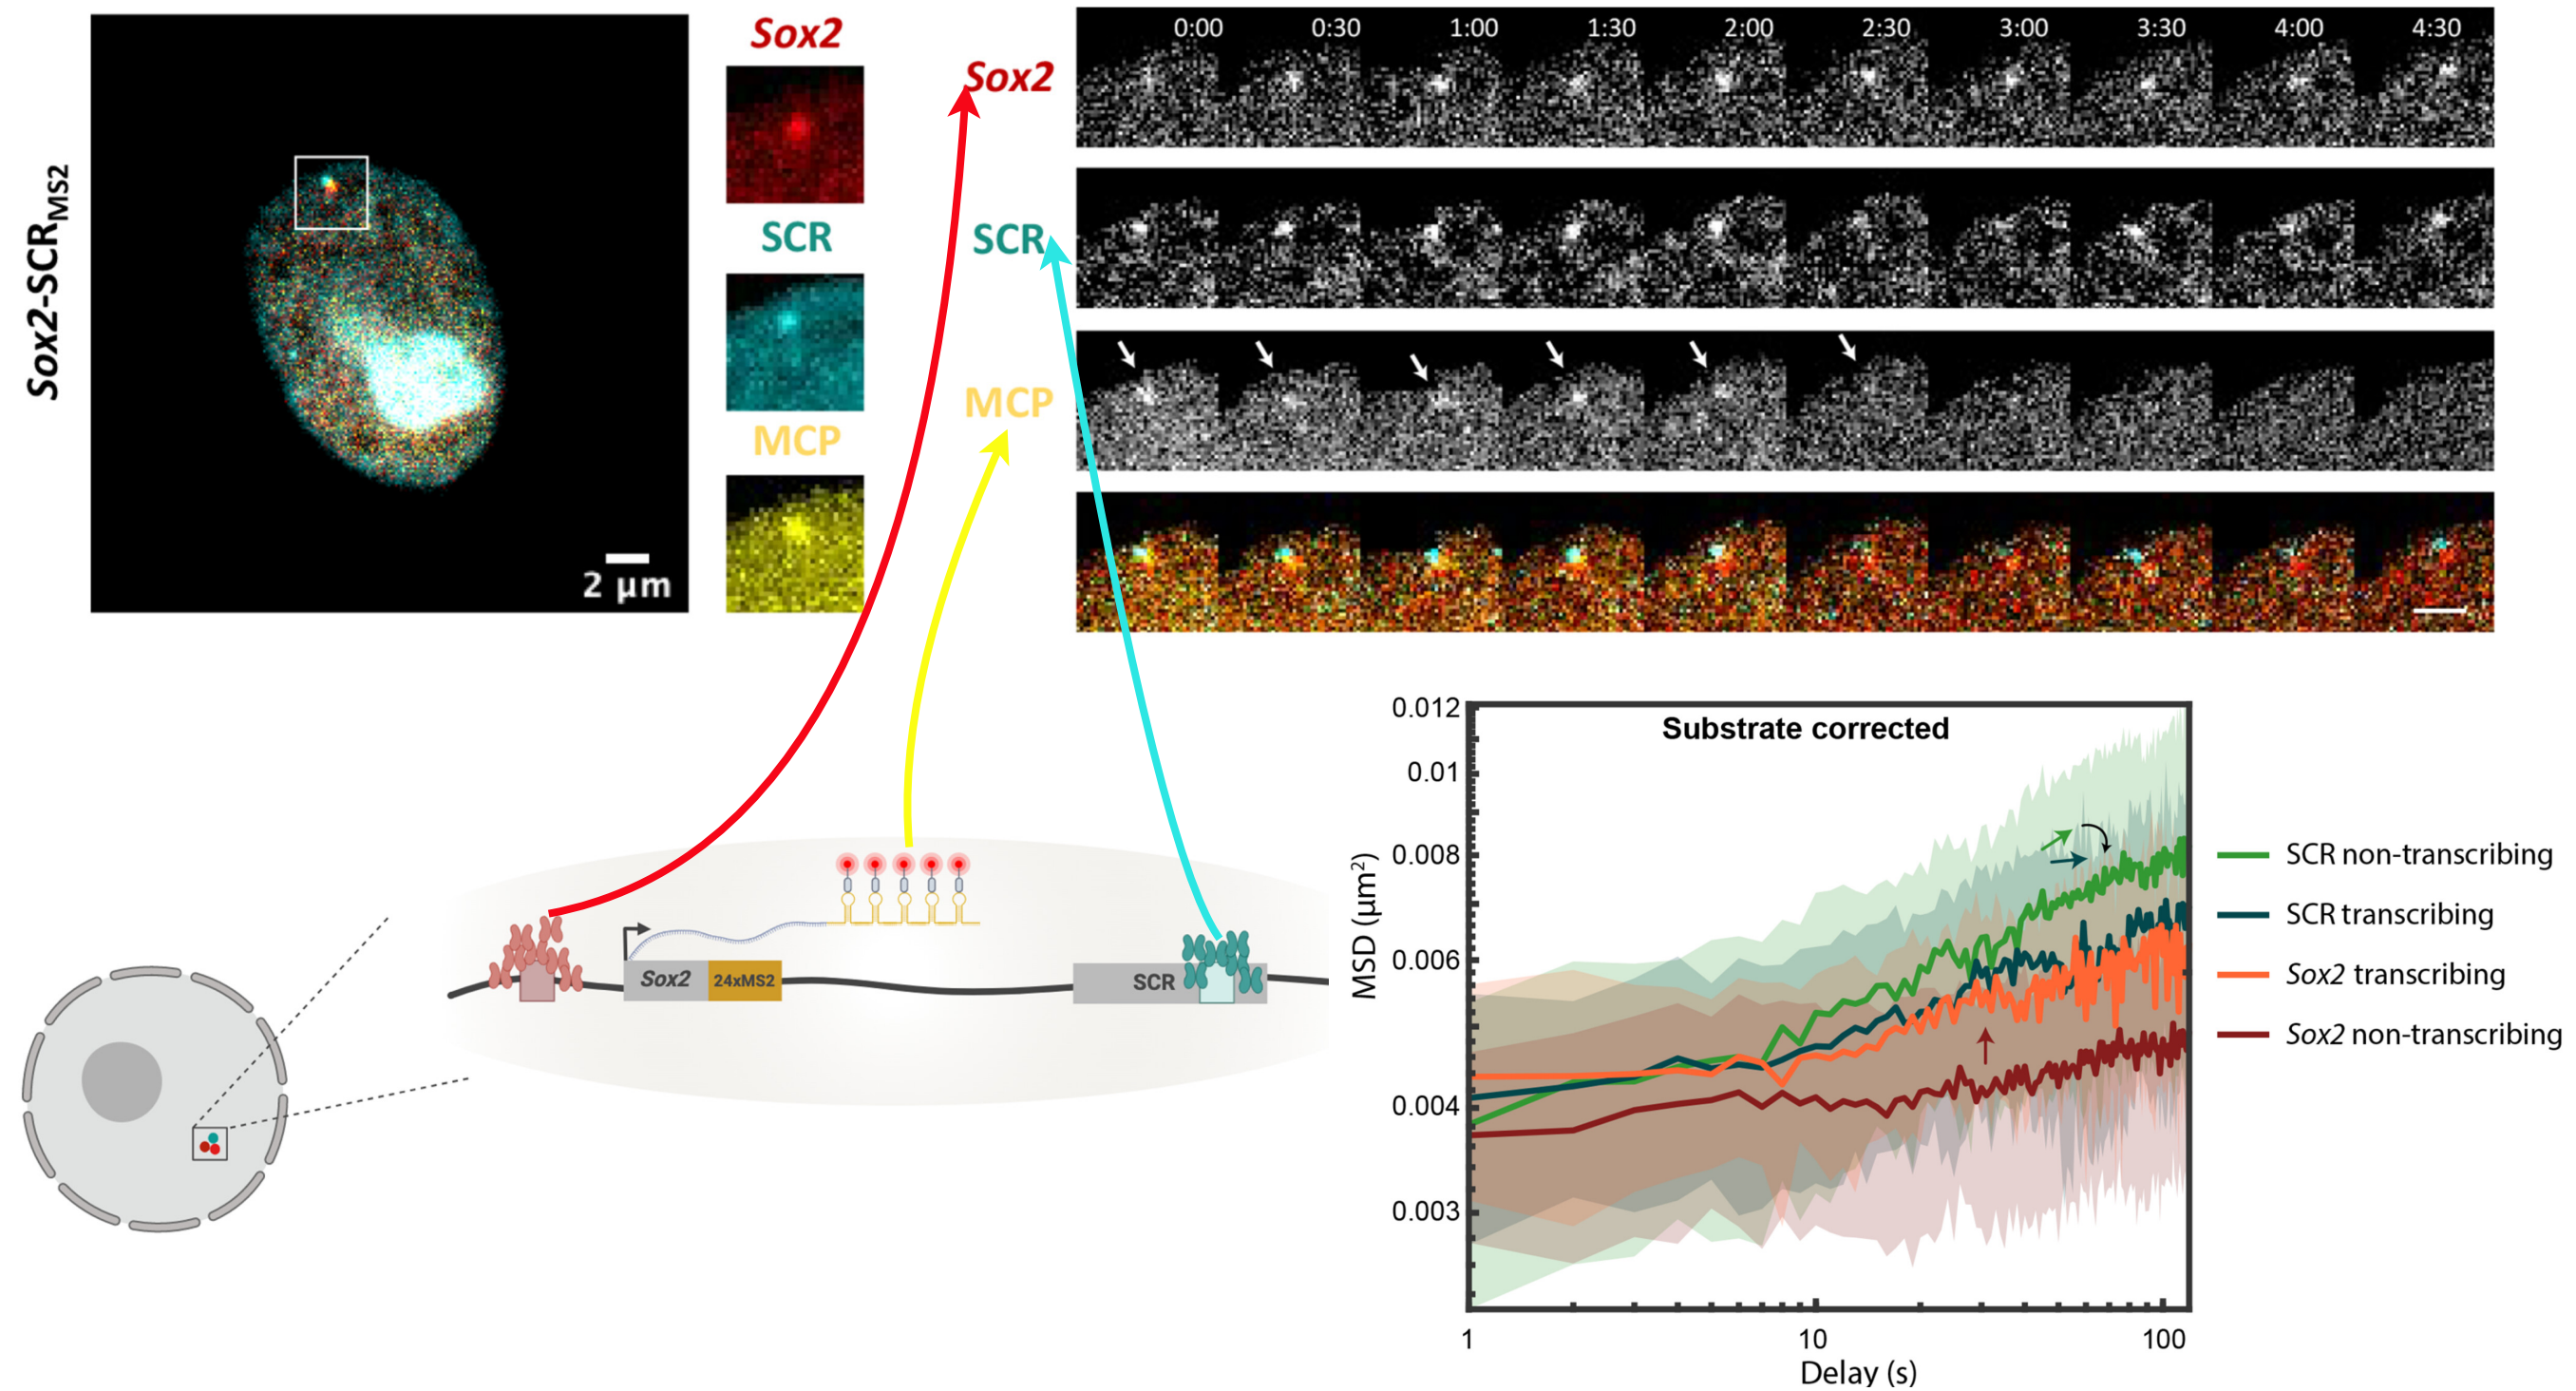 Sox2-SCRMS2
2 μm
Sox2
SCR
MCP
Sox2
SCR
MCP
0:00 0:30 1:00 1:30 2:00 2:30 3:00 3:30 4:00 4:30
Sox2 24xMS2
SCR
Substrate corrected
MSD (μm²)
0.012
0.01
0.008
0.006
0.004
0.003
1 10 100
Delay (s)
SCR non-transcribing
SCR transcribing
Sox2 transcribing
Sox2 non-transcribing